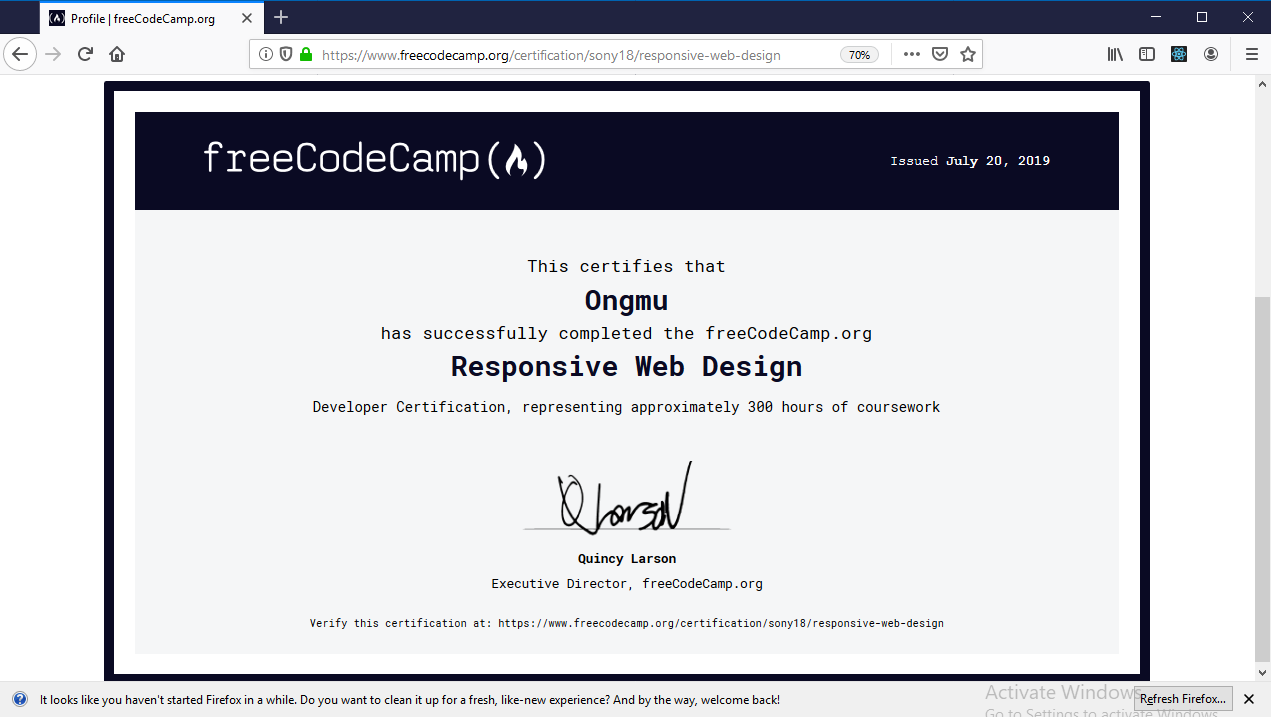 Profile | freeCodeCamp.org
https://www.freecodecamp.org/certification/sony18/responsive-web-design
70%
freeCodeCamp
Issued July 20, 2019
This certifies that
Ongmu
has successfully completed the freeCodeCamp.org
Responsive Web Design
Developer Certification, representing approximately 300 hours of coursework
Q Larson
Quincy Larson
Executive Director, freeCodeCamp.org
Verify this certification at: https://www.freecodecamp.org/certification/sony18/responsive-web-design
It looks like you haven't started Firefox in a while. Do you want to clean it up for a fresh, like-new experience? And by the way, welcome back!
Refresh Firefox...
Activate Windows
Go to Settings to activate Windows.